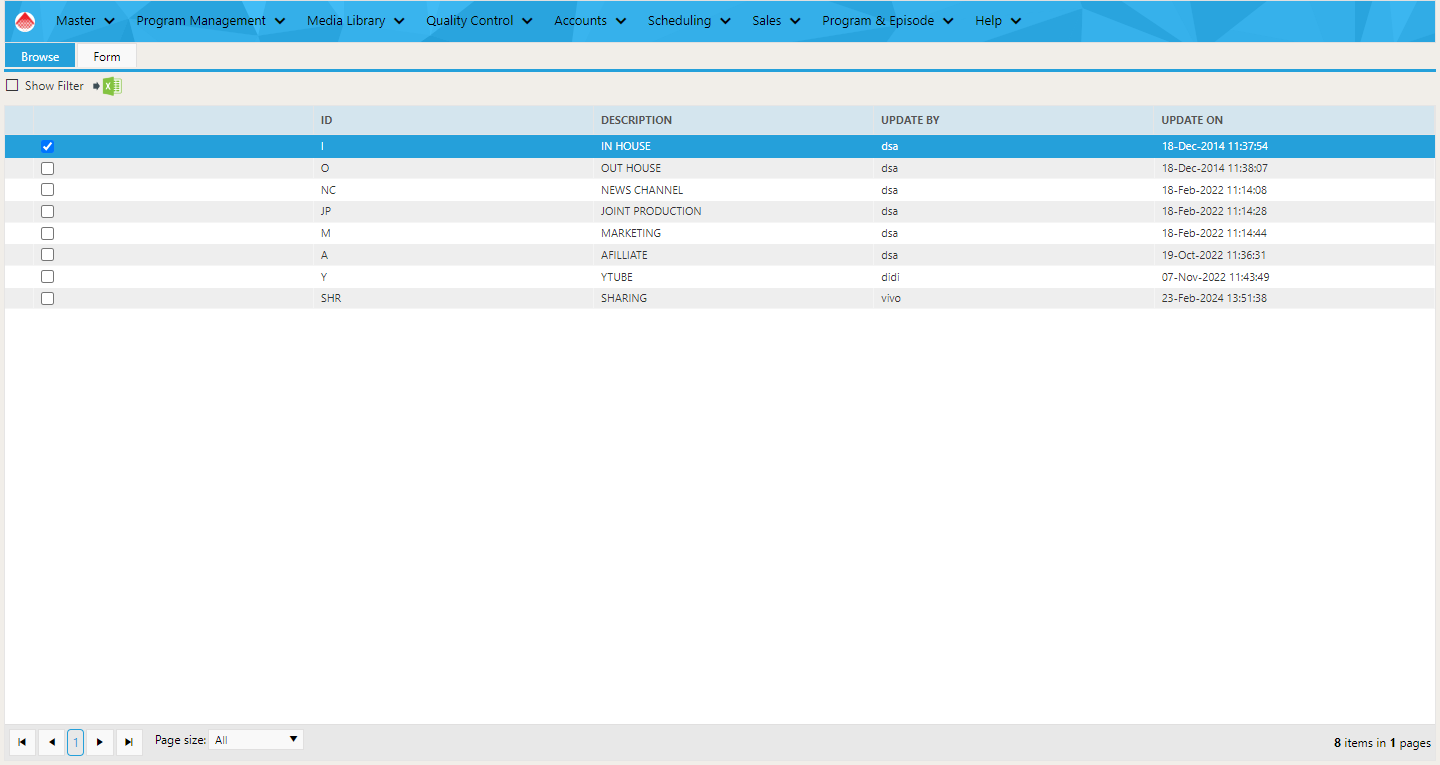 Master Program Management Media Library Quality Control Accounts Scheduling Sales Program & Episode Help
Browse Form
Show Filter
ID DESCRIPTION UPDATE BY UPDATE ON
I IN HOUSE dsa 18-Dec-2014 11:37:54
O OUT HOUSE dsa 18-Dec-2014 11:38:07
NC NEWS CHANNEL dsa 18-Feb-2022 11:14:08
JP JOINT PRODUCTION dsa 18-Feb-2022 11:14:28
M MARKETING dsa 18-Feb-2022 11:14:44
A AFILLIATE dsa 19-Oct-2022 11:36:31
Y YTUBE didi 07-Nov-2022 11:43:49
SHR SHARING vivo 23-Feb-2024 13:51:38
1 Page size: All 8 items in 1 pages